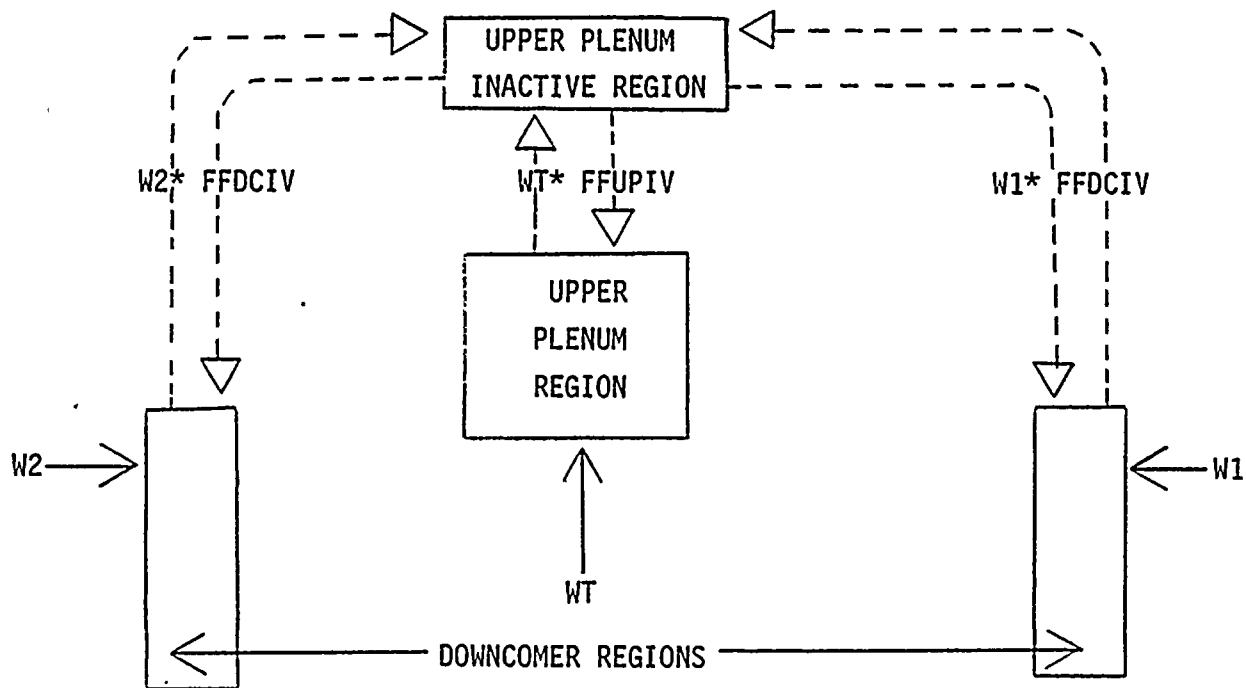 UPPER PLENUM
INACTIVE REGION
W2* FFDCIV
WT* FFUPIV
W1* FFDCIV
UPPER
PLENUM
REGION
W2
W1
WT
DOWNCOMER REGIONS